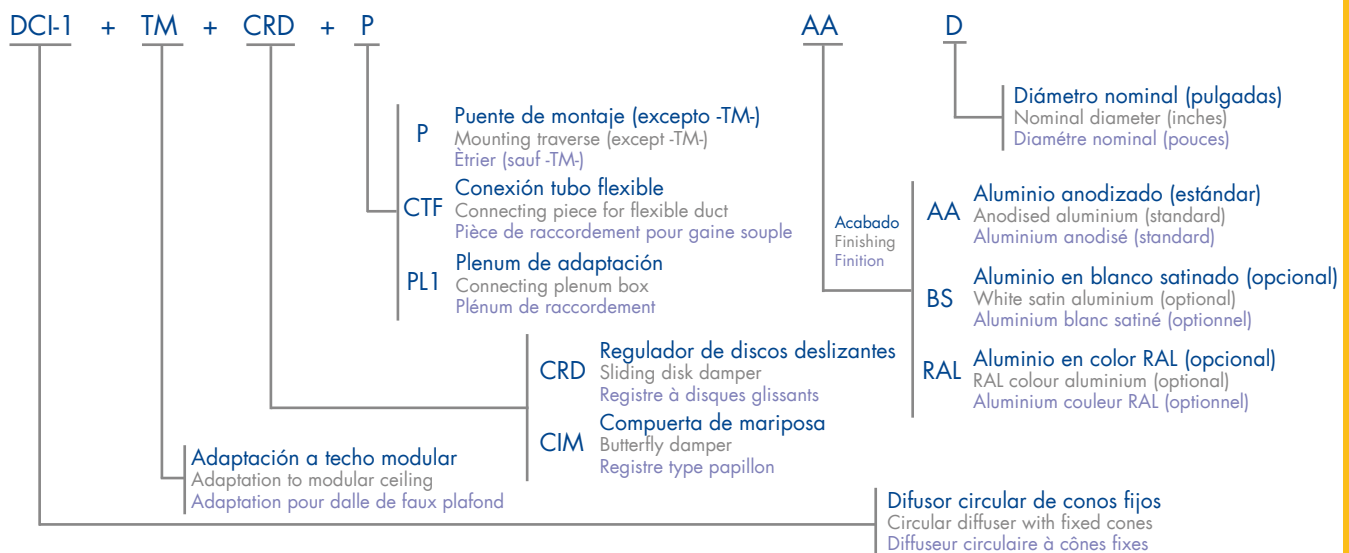 DCI-1 + TM + CRD + P AA D
Diámetro nominal (pulgadas)
Nominal diameter (inches)
Diamétre nominal (pouces)
P
Puente de montaje (excepto -TM-)
Mounting traverse (except -TM-)
Ètrier (sauf -TM-)
CTF
Conexión tubo flexible
Connecting piece for flexible duct
Pièce de raccordement pour gaine souple
PL1
Plenum de adaptación
Connecting plenum box
Plénum de raccordement
Acabado
Finishing
Finition
AA
Aluminio anodizado (estándar)
Anodised aluminium (standard)
Aluminium anodisé (standard)
BS
Aluminio en blanco satinado (opcional)
White satin aluminium (optional)
Aluminium blanc satiné (optionnel)
RAL
Aluminio en color RAL (opcional)
RAL colour aluminium (optional)
Aluminium couleur RAL (optionnel)
CRD
Regulador de discos deslizantes
Sliding disk damper
Registre à disques glissants
CIM
Compuerta de mariposa
Butterfly damper
Registre type papillon
Adaptación a techo modular
Adaptation to modular ceiling
Adaptation pour dalle de faux plafond
Difusor circular de conos fijos
Circular diffuser with fixed cones
Diffuseur circulaire à cônes fixes